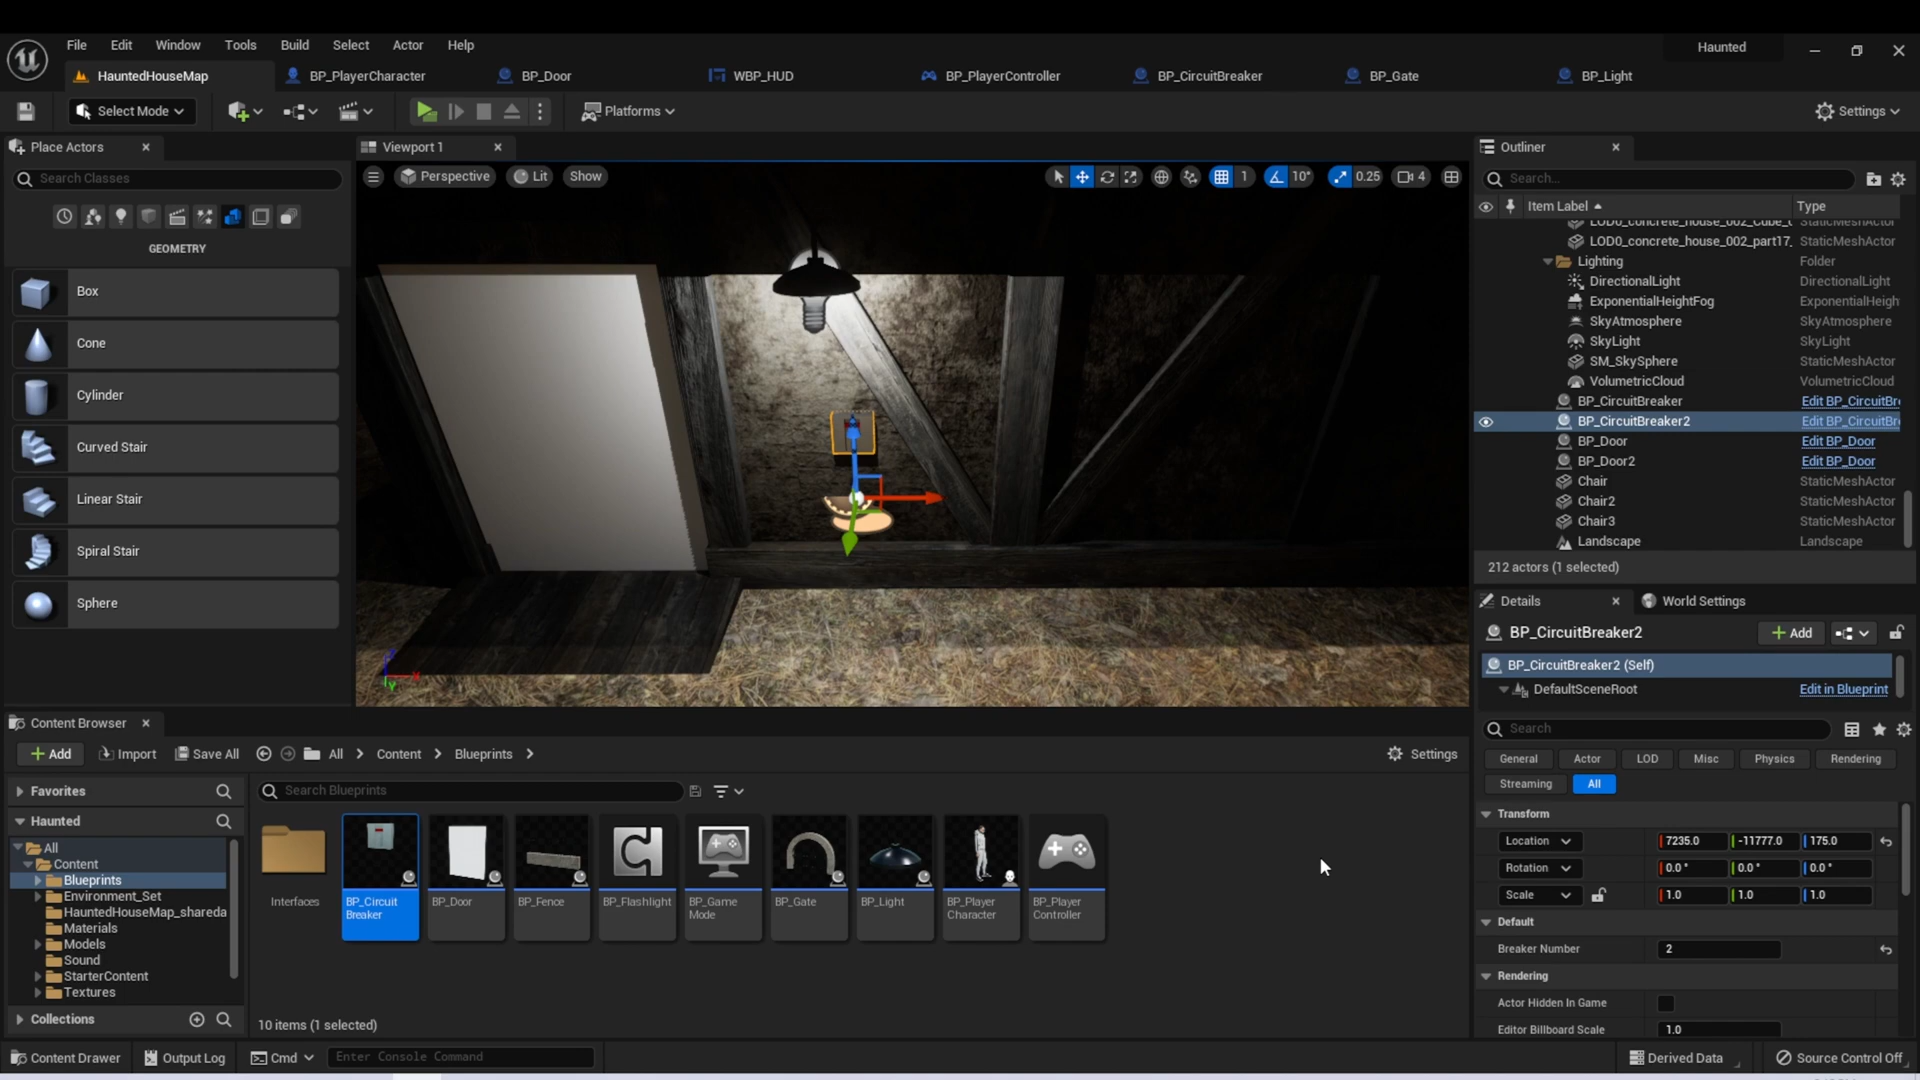 File Edit Window Tools Build Select Actor Help
Haunted
HauntedHouseMap
BP_PlayerCharacter
BP_Door
WBP_HUD
BP_PlayerController
BP_CircuitBreaker
BP_Gate
BP_Light
Select Mode
Platforms
Settings
Place Actors
Search Classes
GEOMETRY
Box
Cone
Cylinder
Curved Stair
Linear Stair
Spiral Stair
Sphere
Viewport 1
Perspective Lit Show
1 10° 0.25 4
Outliner
Search...
Item Label Type
LOD0_concrete_house_002_Cube_ StaticMeshActor
LOD0_concrete_house_002_part17_ StaticMeshActor
Lighting Folder
DirectionalLight DirectionalLight
ExponentialHeightFog ExponentialHeigh
SkyAtmosphere SkyAtmosphere
SkyLight SkyLight
SM_SkySphere StaticMeshActor
VolumetricCloud VolumetricCloud
BP_CircuitBreaker Edit BP_CircuitBr
BP_CircuitBreaker2 Edit BP_CircuitBr
BP_Door Edit BP_Door
BP_Door2 Edit BP_Door
Chair StaticMeshActor
Chair2 StaticMeshActor
Chair3 StaticMeshActor
Landscape Landscape
212 actors (1 selected)
Details World Settings
BP_CircuitBreaker2 Add
BP_CircuitBreaker2 (Self)
DefaultSceneRoot Edit in Blueprint
Search
General Actor LOD Misc Physics Rendering
Streaming All
Transform
Location 7235.0 -11777.0 175.0
Rotation 0.0 ° 0.0 ° 0.0 °
Scale 1.0 1.0 1.0
Default
Breaker Number 2
Rendering
Actor Hidden In Game
Editor Billboard Scale 1.0
Content Browser
Add Import Save All All Content Blueprints Settings
Favorites
Haunted
All
Content
Blueprints
Environment_Set
HauntedHouseMap_shareda
Materials
Models
Sound
StarterContent
Textures
Collections
Search Blueprints
Interfaces
BP_Circuit
Breaker
BP_Door
BP_Fence
BP_Flashlight
BP_Game
Mode
BP_Gate
BP_Light
BP_Player
Character
BP_Player
Controller
10 items (1 selected)
Content Drawer Output Log Cmd Enter Console Command Derived Data Source Control Off